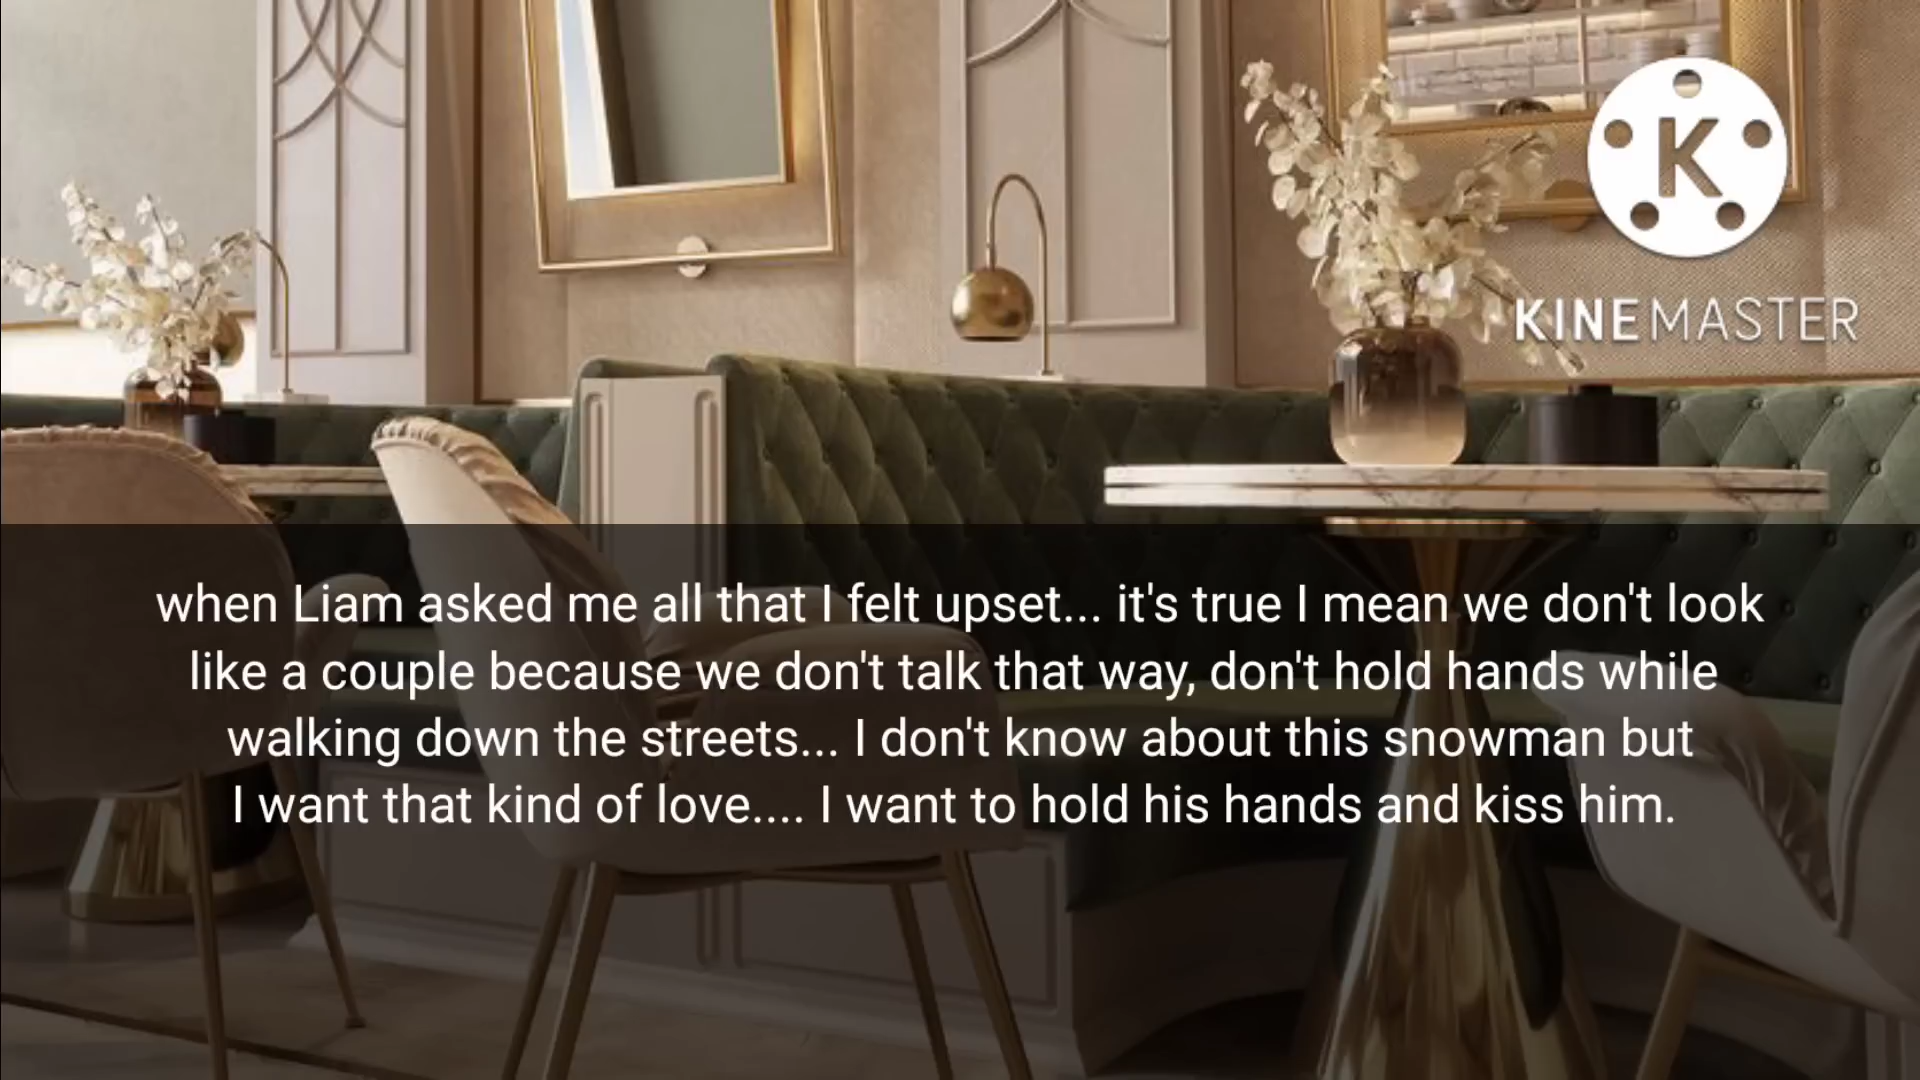 K
KINEMASTER
when Liam asked me all that I felt upset... it's true I mean we don't look
like a couple because we don't talk that way, don't hold hands while
walking down the streets... I don't know about this snowman but
I want that kind of love.... I want to hold his hands and kiss him.